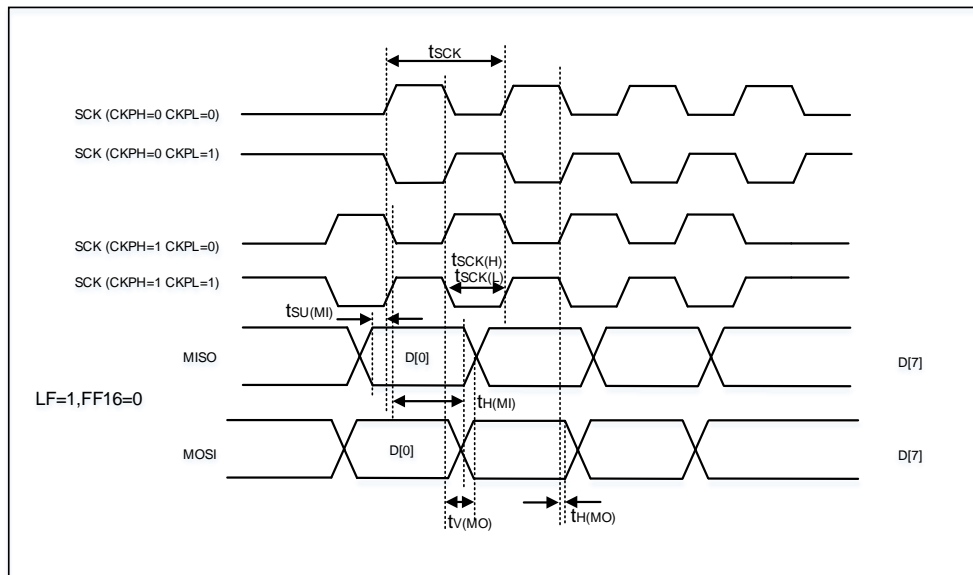 tSCK
SCK (CKPH=0 CKPL=0)
SCK (CKPH=0 CKPL=1)
SCK (CKPH=1 CKPL=0)
tSCK(H)
tSCK(L)
SCK (CKPH=1 CKPL=1)
tSU(MI)
MISO
D[0]
D[7]
LF=1,FF16=0
tH(MI)
MOSI
D[0]
D[7]
tV(MO)
tH(MO)